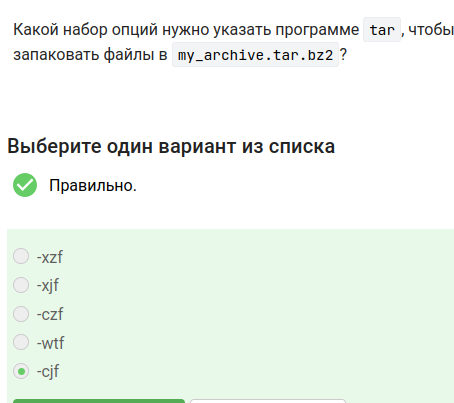 Какой набор опций нужно указать программе tar, чтобы
запаковать файлы в my_archive.tar.bz2?
Выберите один вариант из списка
Правильно.
-xzf
-xjf
-czf
-wtf
-cjf